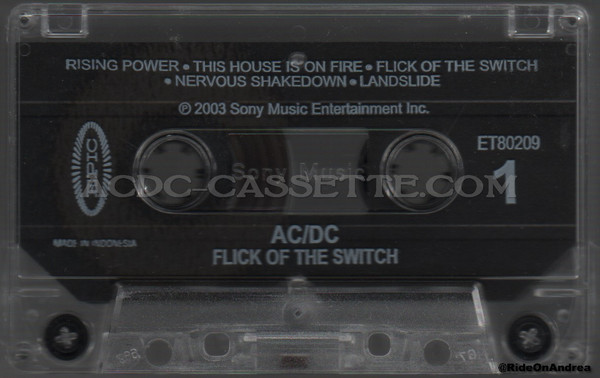 RISING POWER • THIS HOUSE IS ON FIRE • FLICK OF THE SWITCH
• NERVOUS SHAKEDOWN • LANDSLIDE
℗ 2003 Sony Music Entertainment Inc.
EPIC
ET80209
Sony Music
1
ACDC-CASSETTE.COM
MADE IN INDONESIA
AC/DC
FLICK OF THE SWITCH
@RideOnAndrea